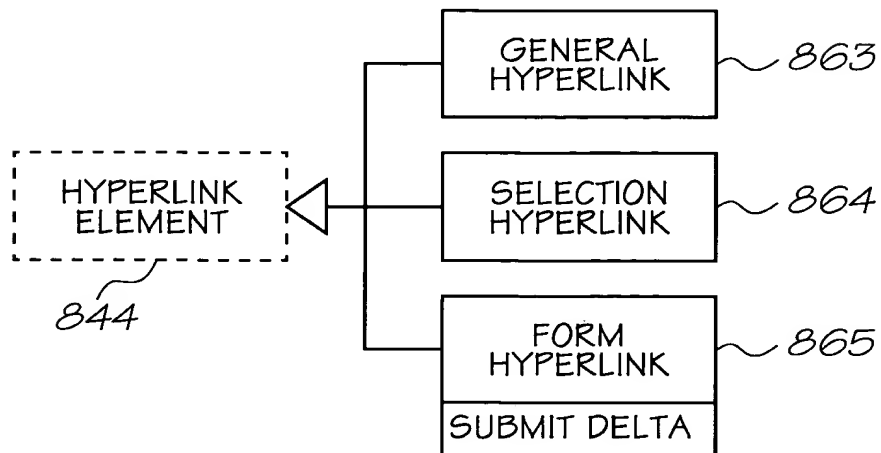 GENERAL
HYPERLINK
863
HYPERLINK
ELEMENT
844
SELECTION
HYPERLINK
864
FORM
HYPERLINK
865
SUBMIT DELTA